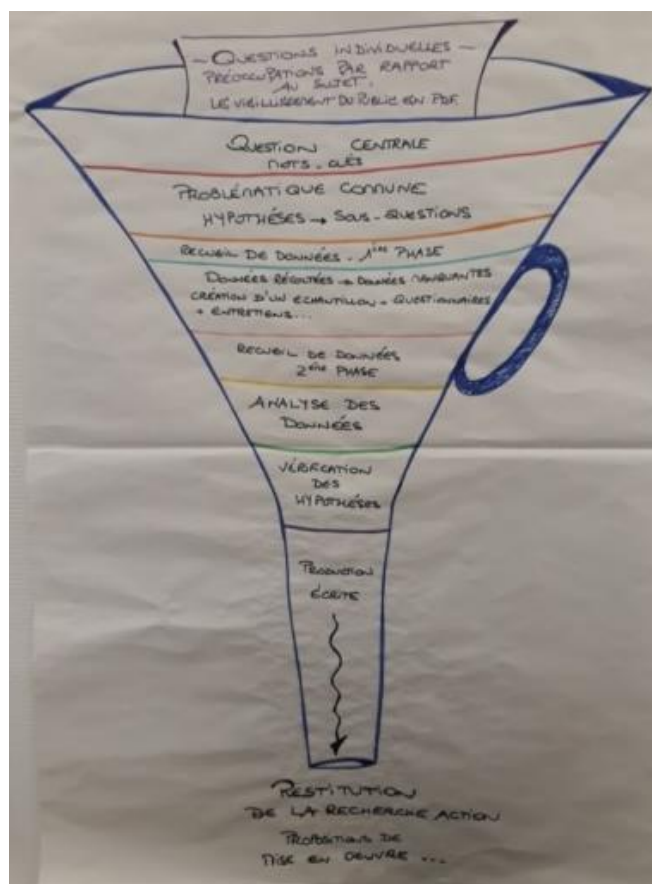 - QUESTIONS INDIVIDUELLES -
PRÉOCCUPATIONS PAR RAPPORT
AU SUJET.
LE VIEILLISSEMENT DU PUBLIC EN PDF.
QUESTION CENTRALE
MOTS-CLÉS
PROBLÉMATIQUE COMMUNE
HYPOTHÈSES → SOUS-QUESTIONS
RECUEIL DE DONNÉES - 1ÈRE PHASE
DONNÉES RÉCOLTÉES → DONNÉES MANQUANTES
CRÉATION D'UN ECHANTILLON + QUESTIONNAIRES
+ ENTRETIENS...
RECUEIL DE DONNÉES
2ÈME PHASE
ANALYSE DES
DONNÉES
VÉRIFICATION
DES
HYPOTHÈSES
PRODUCTION
ÉCRITE
RESTITUTION
DE LA RECHERCHE ACTION
PROPOSITIONS DE
MISE EN OEUVRE ...